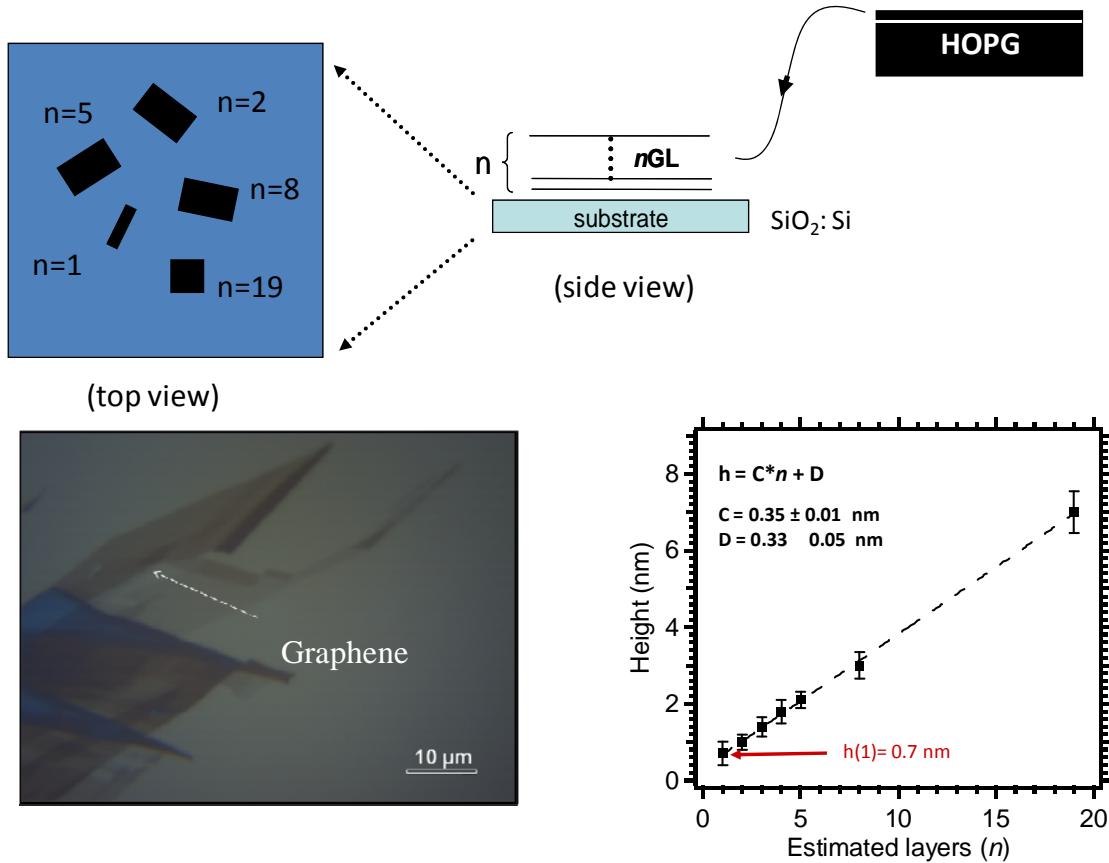 HOPG
n=2
n=5
n=8
n=1
n=19
n
nGL
substrate
SiO₂: Si
(side view)
(top view)
Graphene
10 µm
h = C*n + D
C = 0.35 ± 0.01 nm
D = 0.33 0.05 nm
h(1)= 0.7 nm
Height (nm)
8
6
4
2
0
0 5 10 15 20
Estimated layers (n)